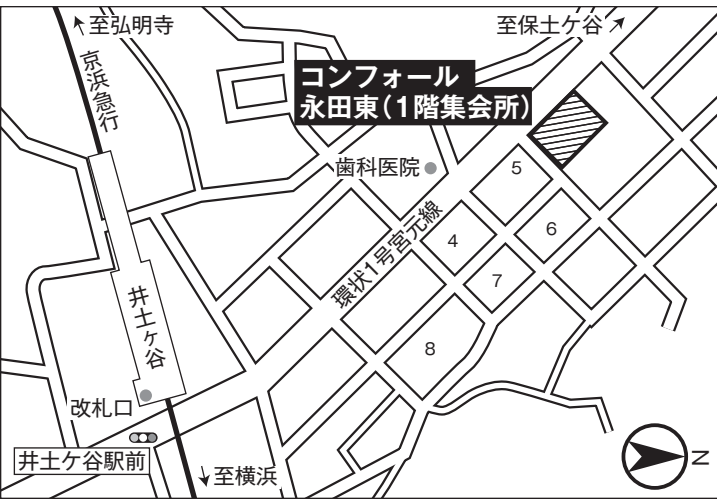 ↑至弘明寺
至保土ケ谷↗
京浜急行
コンフォール
永田東(1階集会所)
歯科医院
5
6
環状1号宮元線
4
7
井土ヶ谷
8
改札口
井土ケ谷駅前
↓至横浜
N